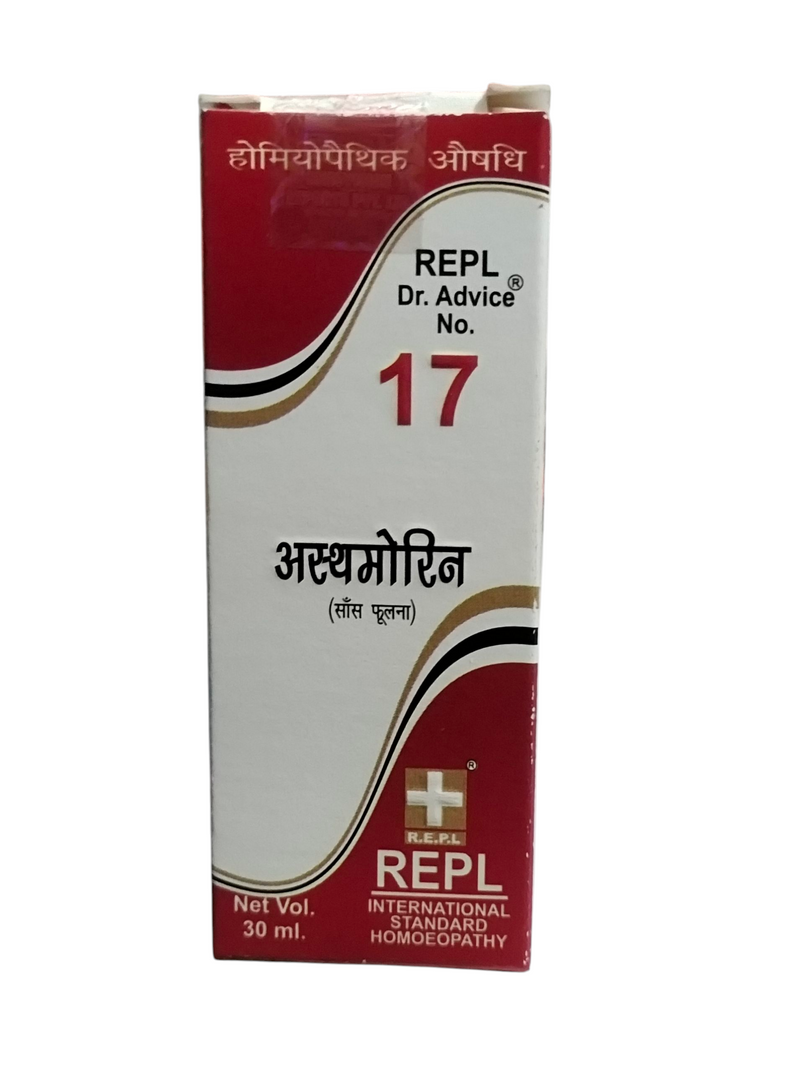 होमियोपैथिक औषधि
REPL
Dr. Advice®
No.
17
अस्थमोरिन
(साँस फूलना)
®
R.E.P.L
REPL
INTERNATIONAL
STANDARD
HOMOEOPATHY
Net Vol.
30 ml.